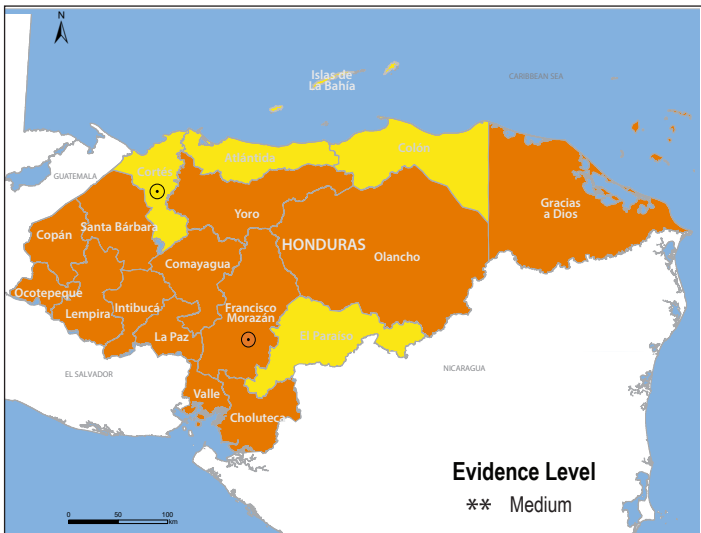 N
Islas de
La Bahía
CARIBBEAN SEA
GUATEMALA
Cortés
Atlántida
Colón
Gracias
a Dios
Yoro
Santa Bárbara
Copán
HONDURAS
Olancho
Comayagua
Ocotepeque
Intibucá
Lempira
Francisco
Morazán
La Paz
El Paraíso
EL SALVADOR
NICARAGUA
Valle
Choluteca
Evidence Level
** Medium
0 50 100
km